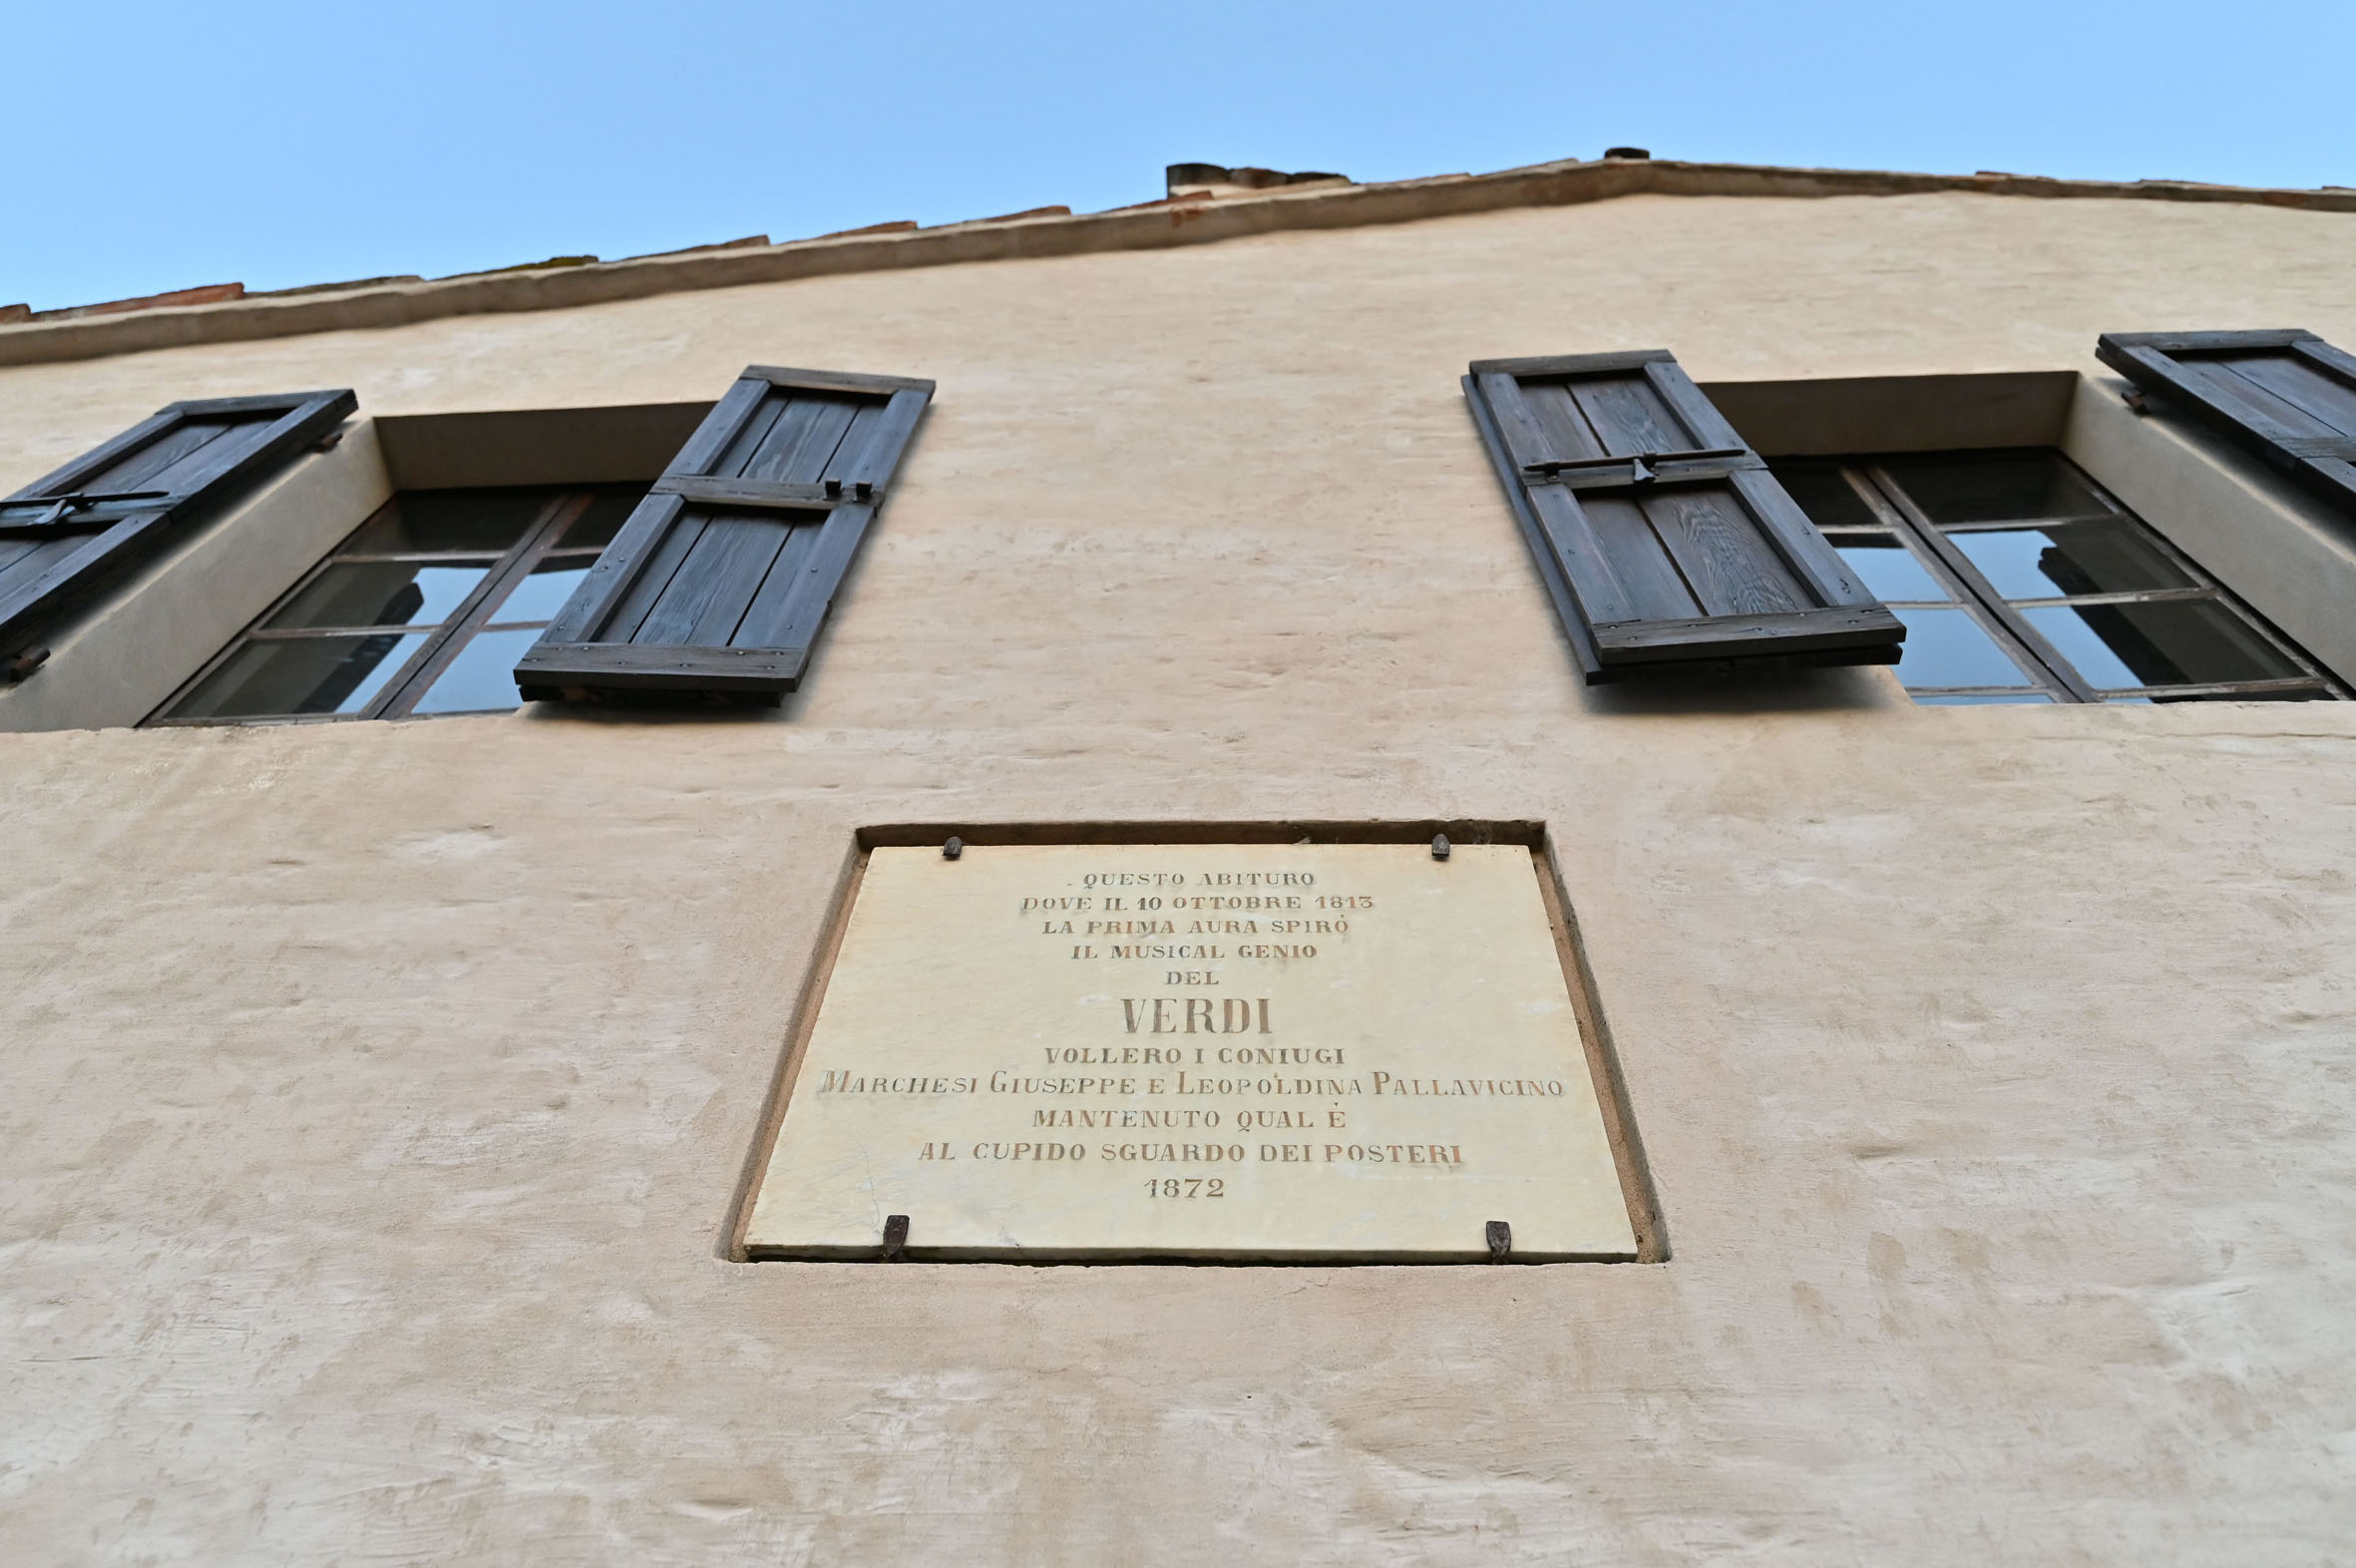 QUESTO ABITURO
DOVE IL 10 OTTOBRE 1813
LA PRIMA AURA SPIRÓ
IL MUSICAL GENIO
DEL
VERDI
VOLLERO I CONIUGI
MARCHESI GIUSEPPE E LEOPOLDINA PALLAVICINO
MANTENUTO QUAL È
AL CUPIDO SGUARDO DEI POSTERI
1872